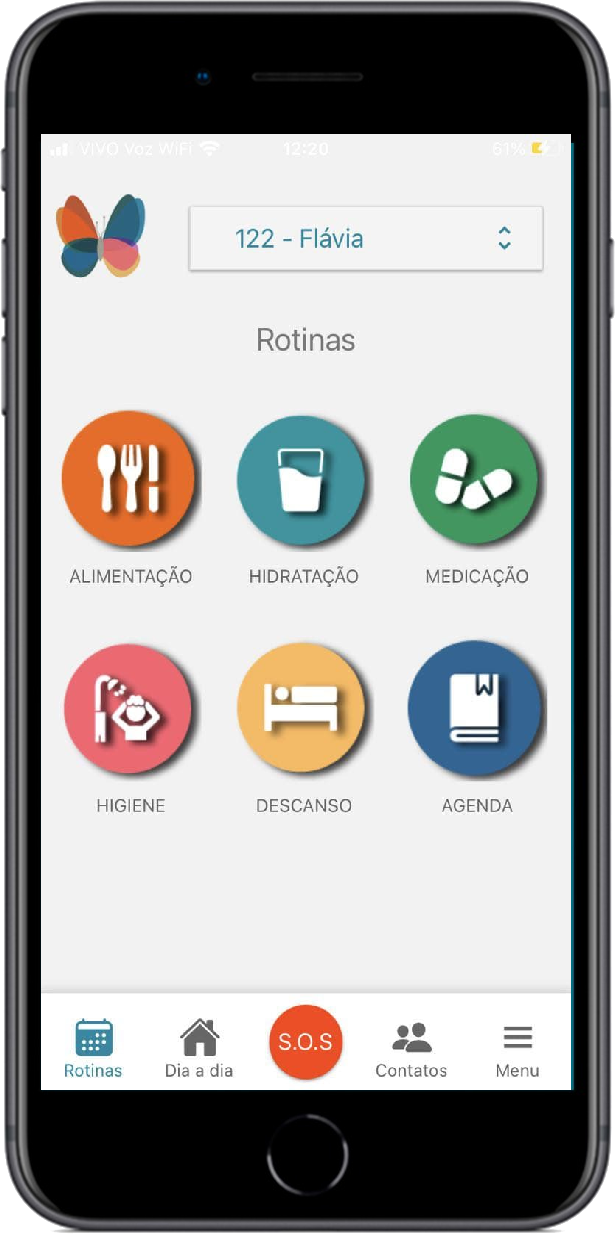 VIVO Voz WiFi 12:20 61%
122 - Flávia
Rotinas
ALIMENTAÇÃO HIDRATAÇÃO MEDICAÇÃO
HIGIENE DESCANSO AGENDA
S.O.S
Rotinas Dia a dia Contatos Menu